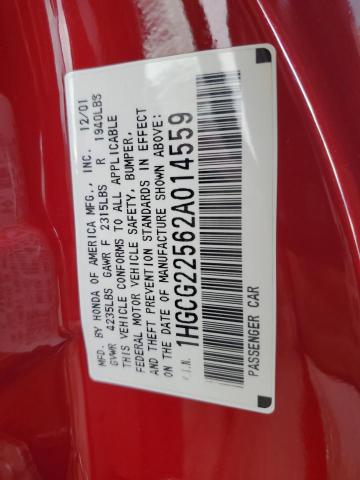 MFD. BY HONDA OF AMERICA MFG., INC. 12/01
GVWR 4235LBS GAWR F 2315LBS R 1940LBS
THIS VEHICLE CONFORMS TO ALL APPLICABLE
FEDERAL MOTOR VEHICLE SAFETY, BUMPER,
AND THEFT PREVENTION STANDARDS IN EFFECT
ON THE DATE OF MANUFACTURE SHOWN ABOVE:
V.I.N. 1HGCG22562A014559
PASSENGER CAR